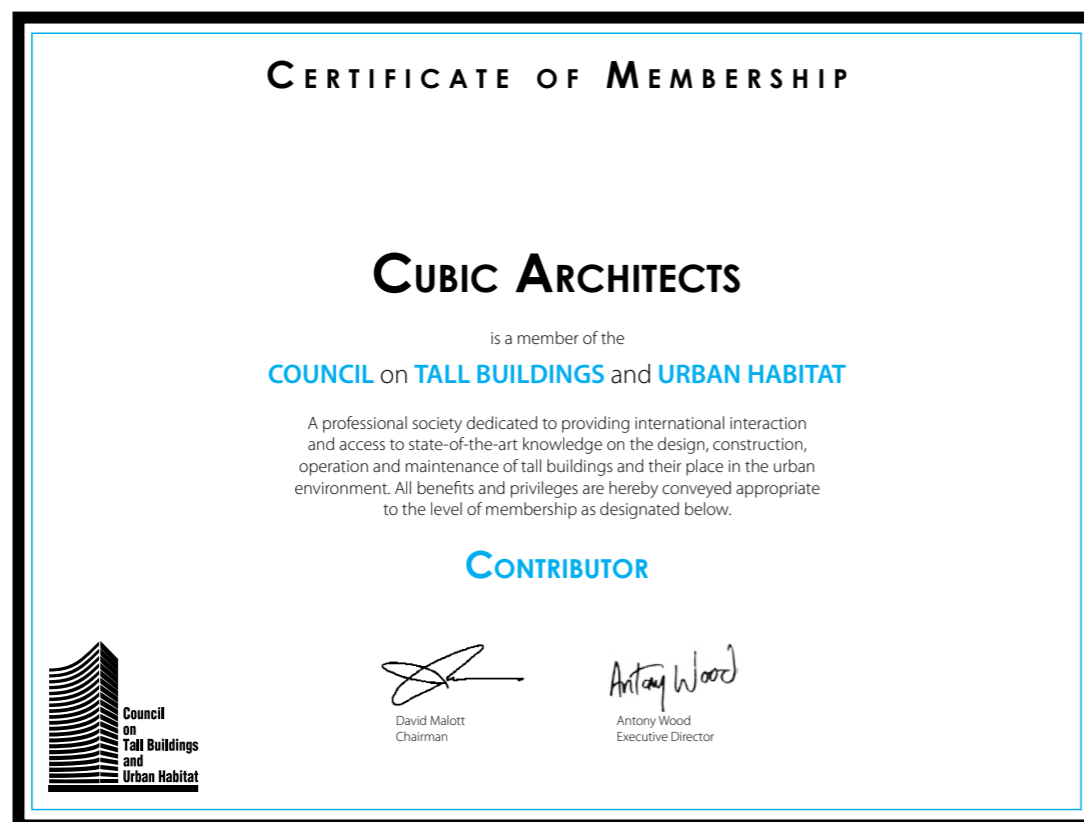 CERTIFICATE OF MEMBERSHIP
CUBIC ARCHITECTS
is a member of the
COUNCIL on TALL BUILDINGS and URBAN HABITAT
A professional society dedicated to providing international interaction
and access to state-of-the-art knowledge on the design, construction,
operation and maintenance of tall buildings and their place in the urban
environment. All benefits and privileges are hereby conveyed appropriate
to the level of membership as designated below.
CONTRIBUTOR
Antony Wood
David Malott
Chairman
Antony Wood
Executive Director
Council
on
Tall Buildings
and
Urban Habitat